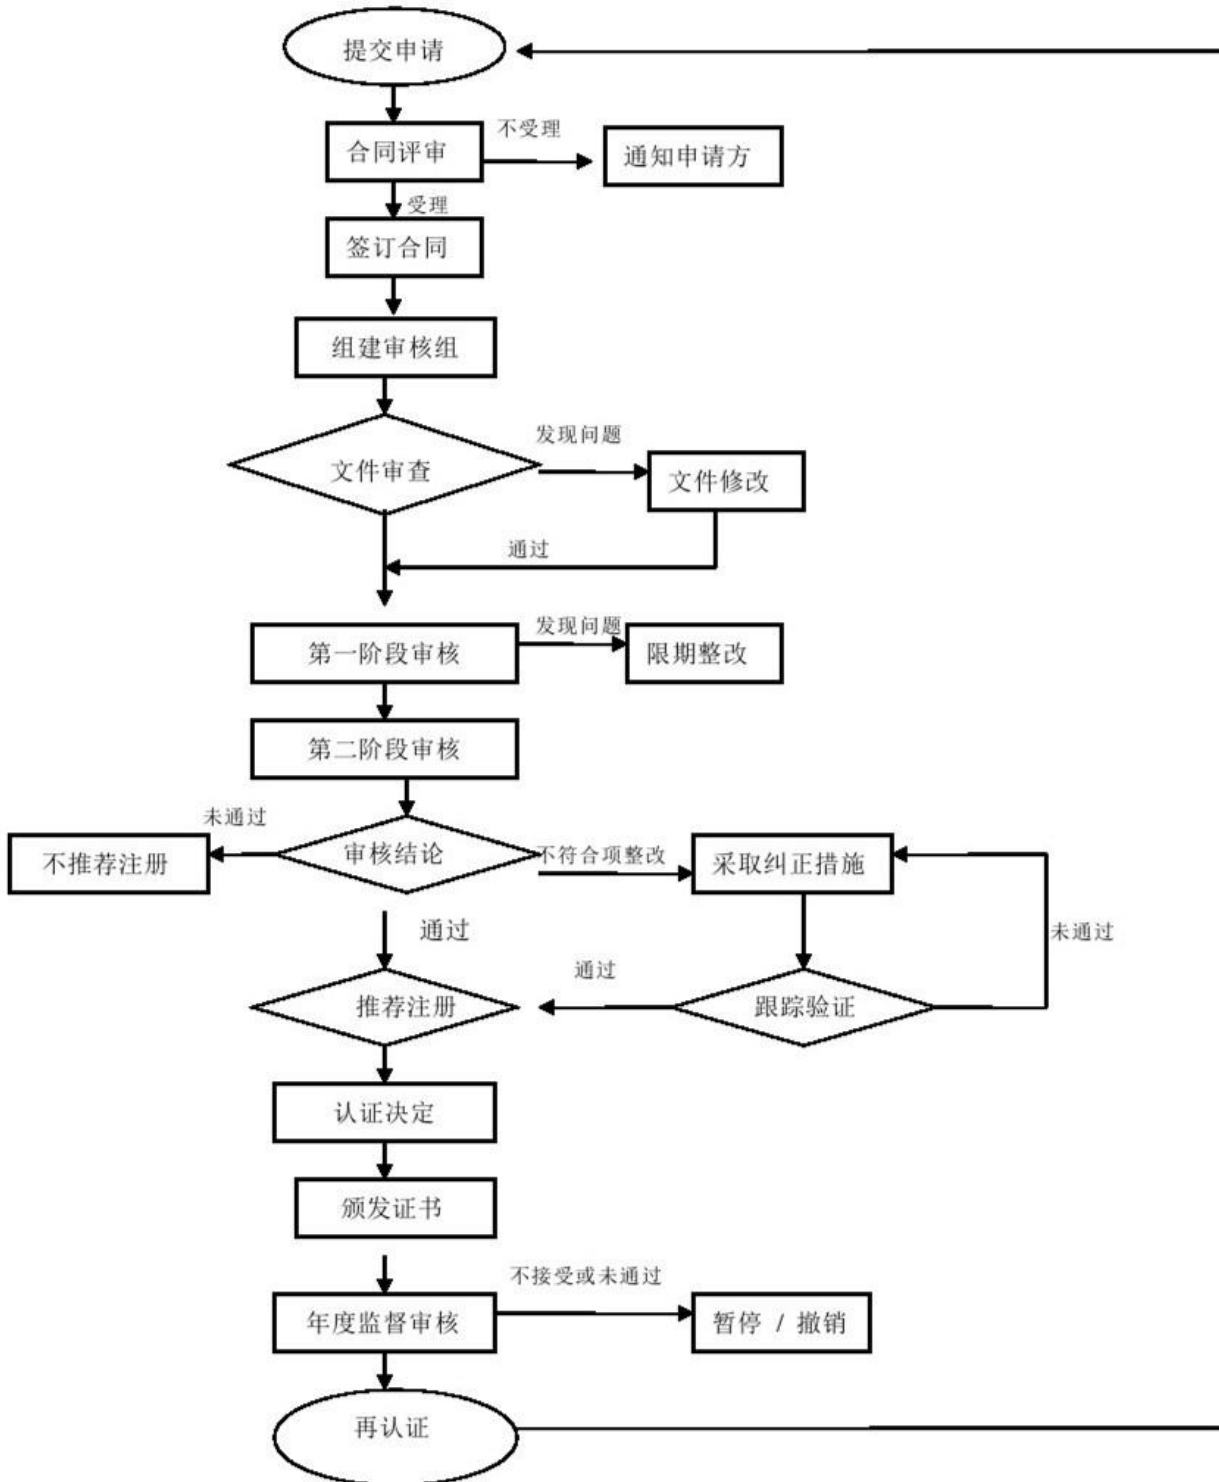 提交申请
不受理
合同评审
通知申请方
受理
签订合同
组建审核组
发现问题
文件审查
文件修改
通过
发现问题
第一阶段审核
限期整改
第二阶段审核
未通过
审核结论
不符合项整改
不推荐注册
采取纠正措施
通过
未通过
通过
推荐注册
跟踪验证
认证决定
颁发证书
不接受或未通过
年度监督审核
暂停 / 撤销
再认证